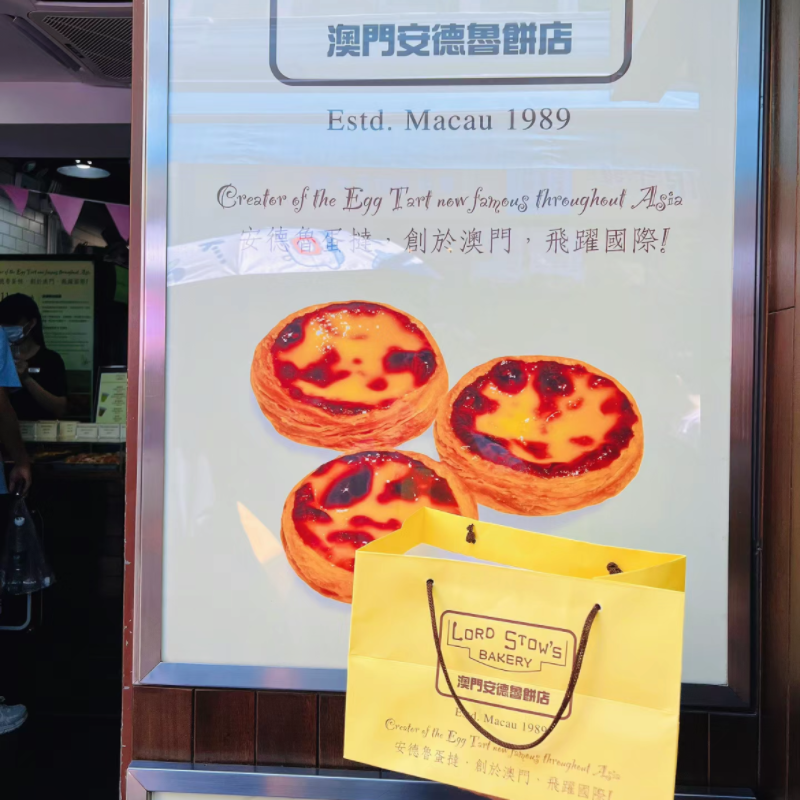 澳門安德魯餅店
Estd. Macau 1989
Creator of the Egg Tart now famous throughout Asia
安德魯蛋撻，創於澳門，飛躍國際!
LORD STOW'S
BAKERY
澳門安德魯餅店
Estd. Macau 1989
Creator of the Egg Tart now famous throughout Asia
安德魯蛋撻，創於澳門，飛躍國際!